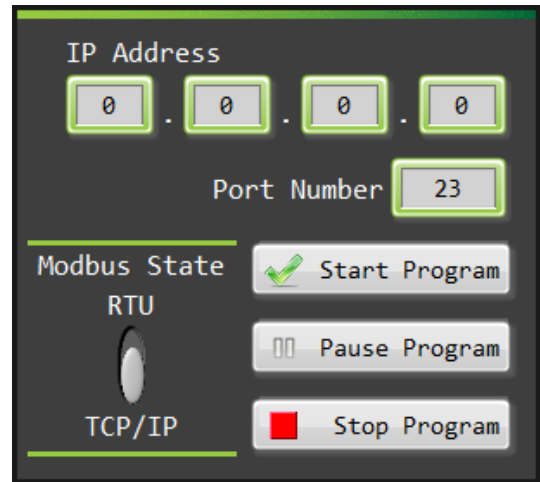 IP Address
0 . 0 . 0 . 0
Port Number 23
Modbus State
RTU
TCP/IP
Start Program
Pause Program
Stop Program